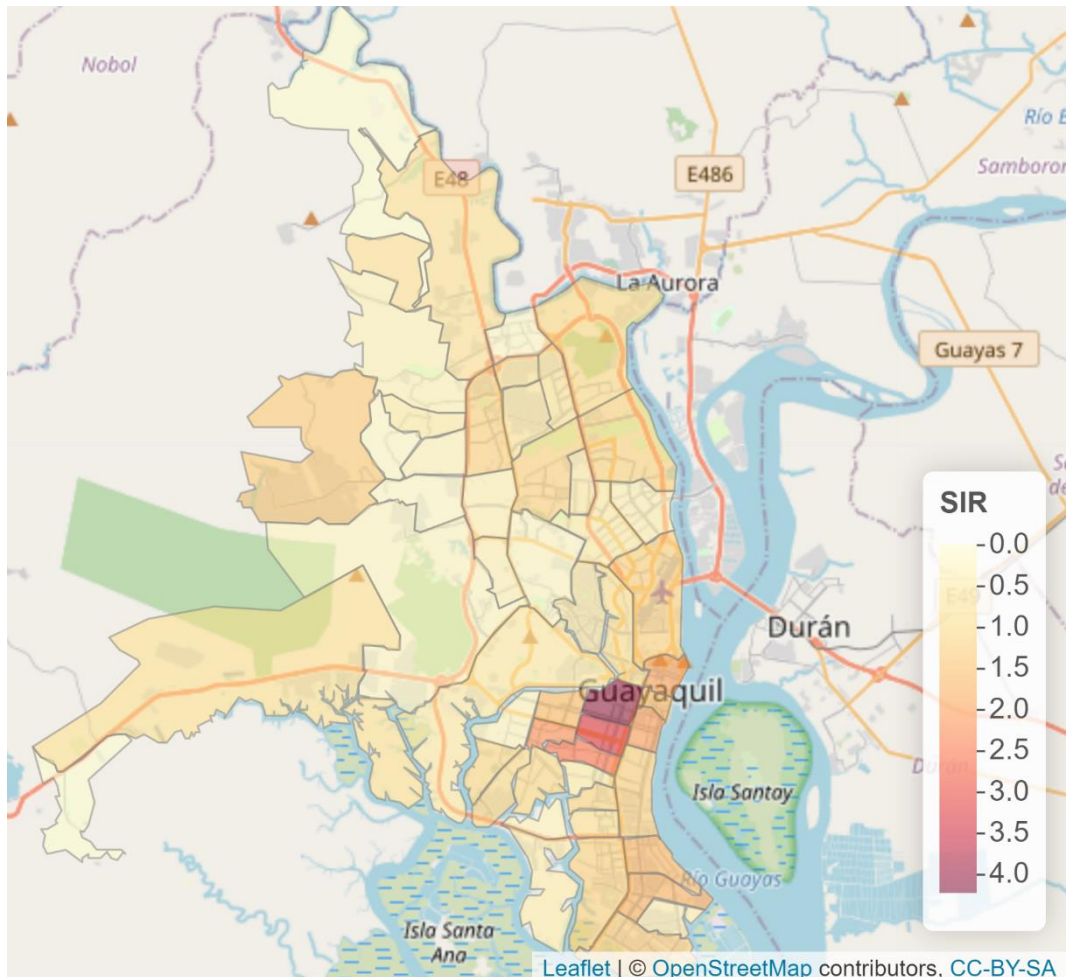 Nobol
Río
Samboron
E48
E486
La Aurora
Guayas 7
SIR
0.0
0.5
1.0
1.5
2.0
2.5
3.0
3.5
4.0
E49
Durán
Guayaquil
Durán
Isla Santay
Río Guayas
Isla Santa
Ana
Leaflet | © OpenStreetMap contributors, CC-BY-SA